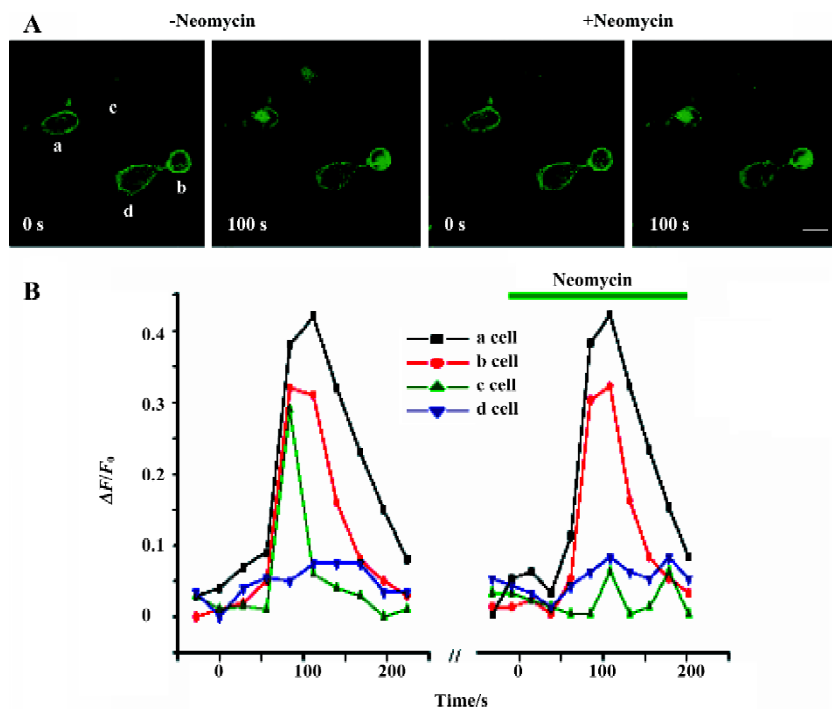 A
-Neomycin
+Neomycin
c
a
b
d
0 s
100 s
0 s
100 s
B
Neomycin
0.4
0.3
0.1
0.1
0
ΔF/F₀
a cell
b cell
c cell
d cell
0
100
200
//
0
100
200
Time/s